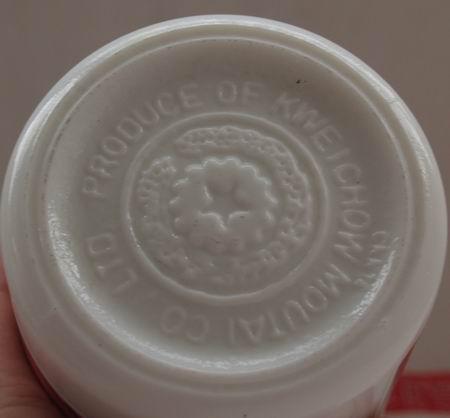 PRODUCE OF KWEICHOW MOUTAI CO., LTD